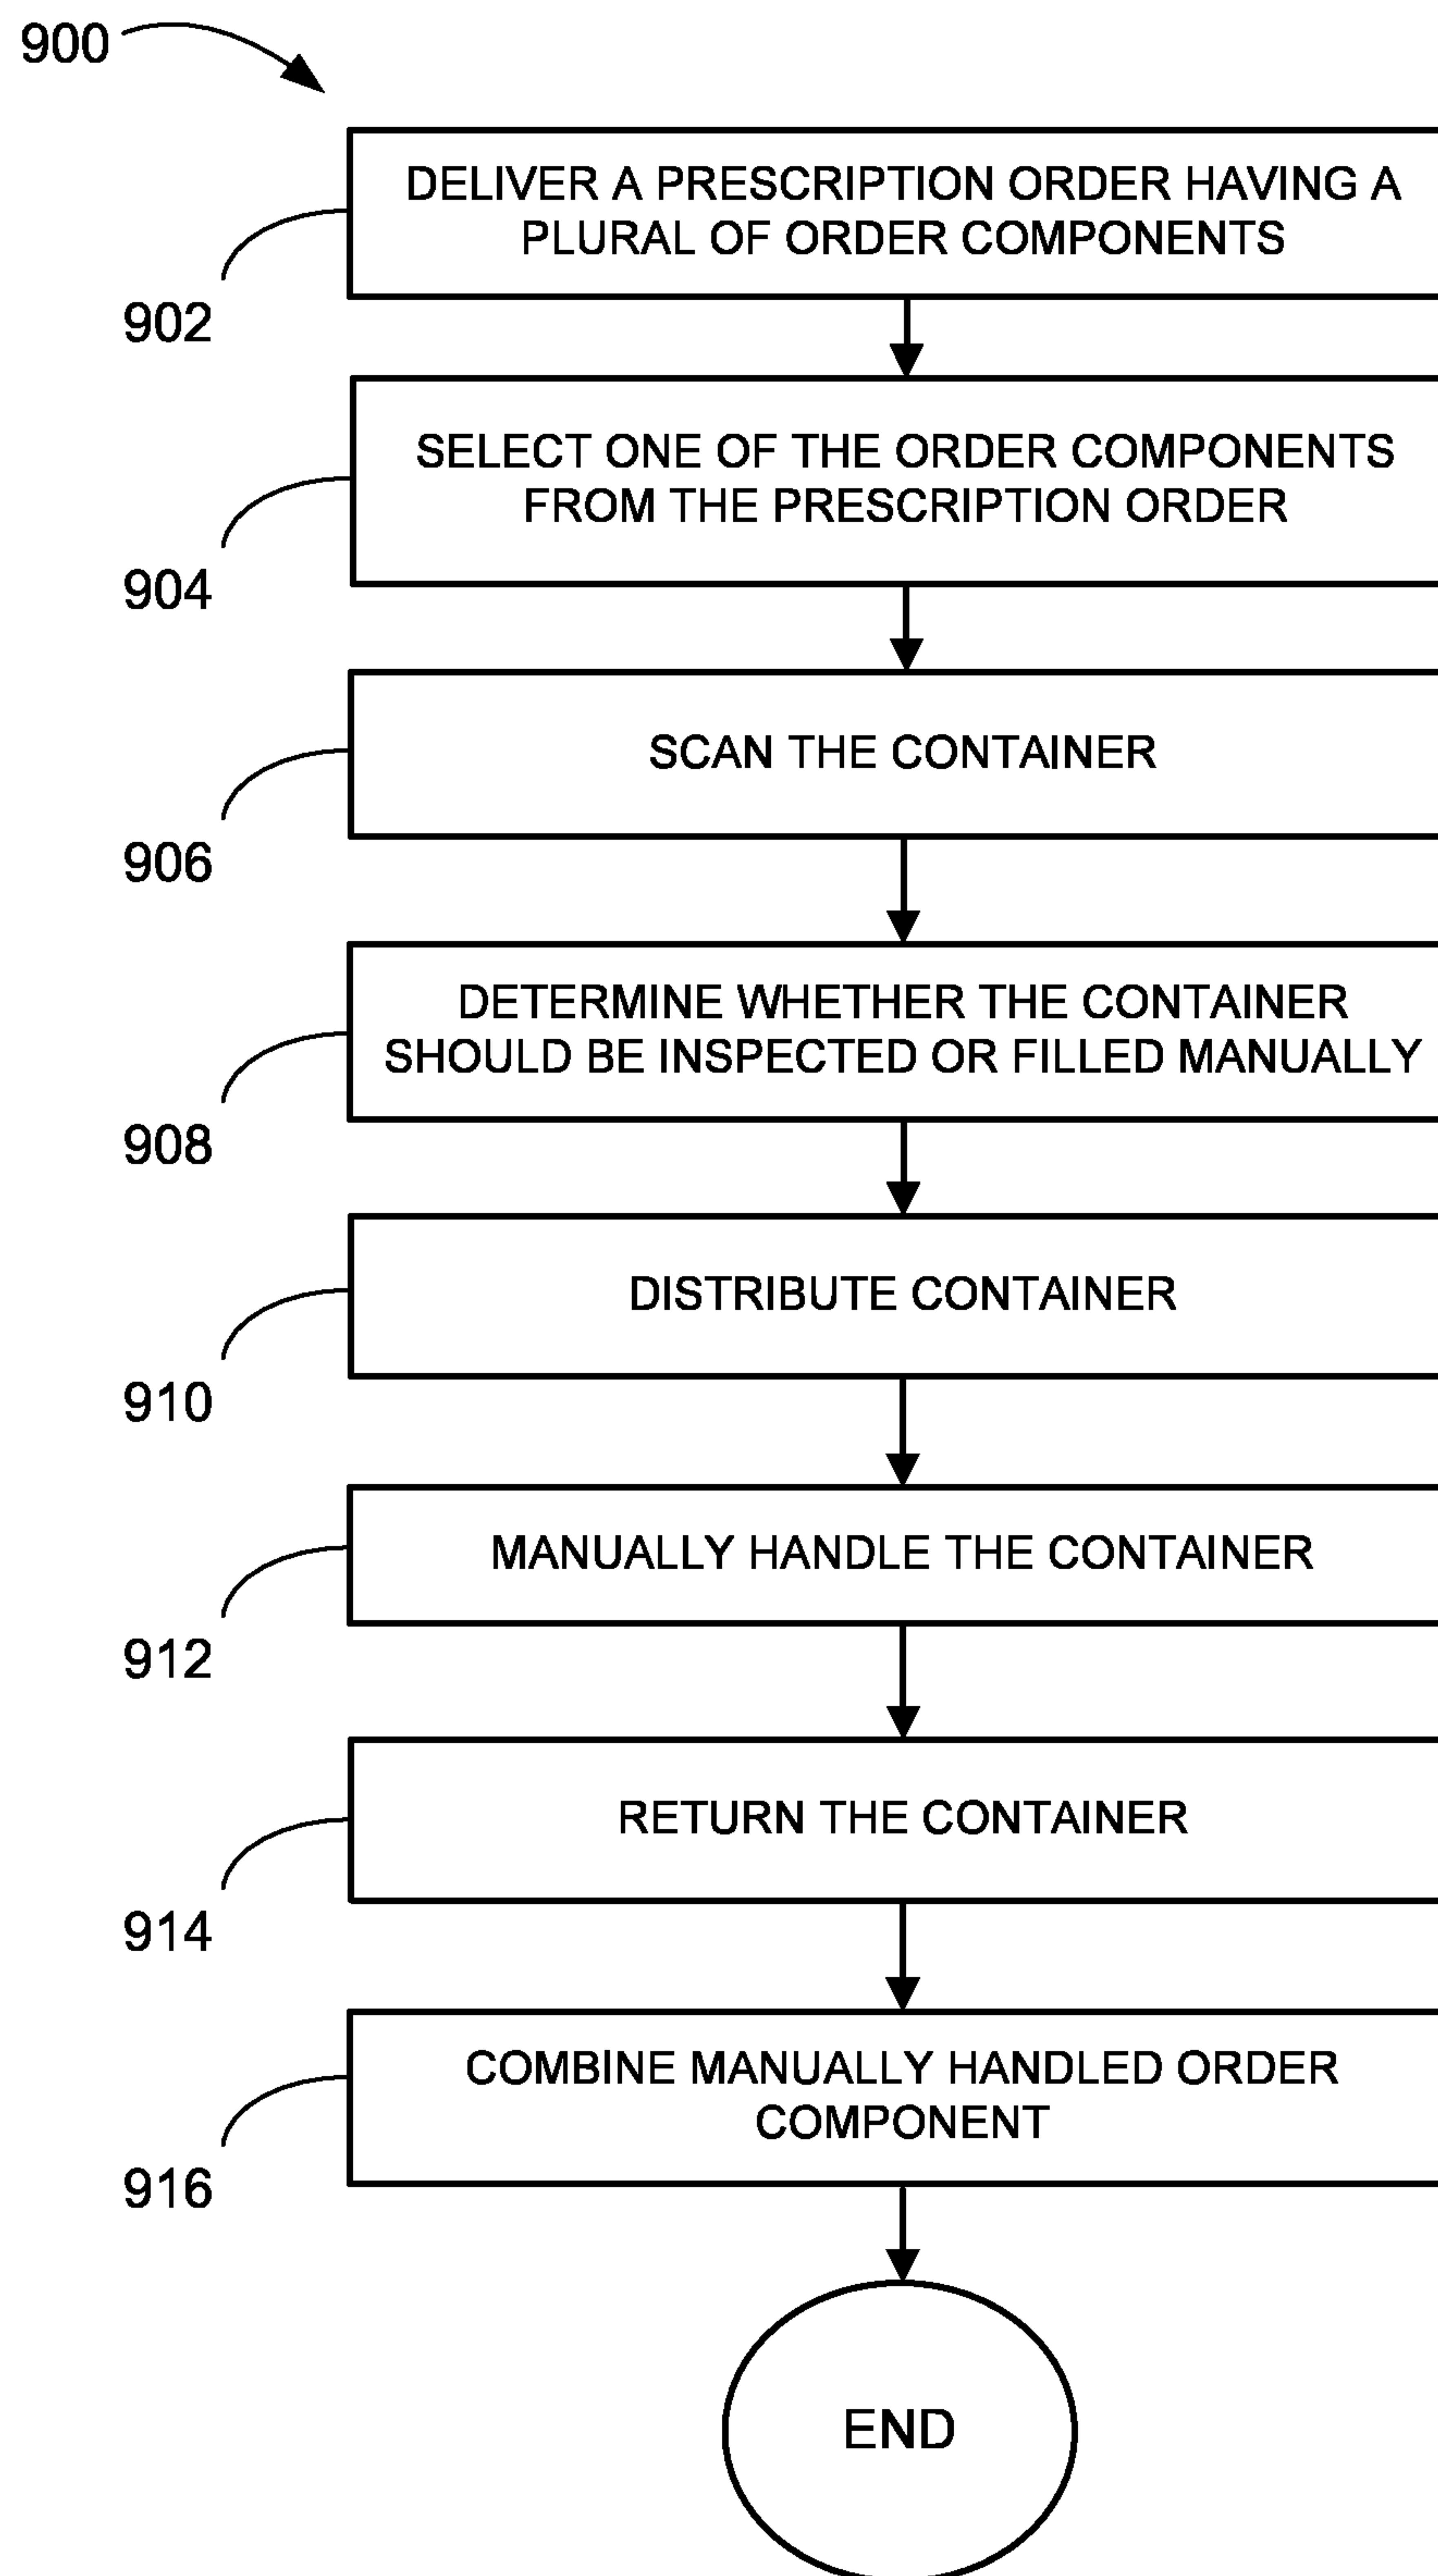 900
DELIVER A PRESCRIPTION ORDER HAVING A
PLURAL OF ORDER COMPONENTS
902
SELECT ONE OF THE ORDER COMPONENTS
FROM THE PRESCRIPTION ORDER
904
SCAN THE CONTAINER
906
DETERMINE WHETHER THE CONTAINER
SHOULD BE INSPECTED OR FILLED MANUALLY
908
DISTRIBUTE CONTAINER
910
MANUALLY HANDLE THE CONTAINER
912
RETURN THE CONTAINER
914
COMBINE MANUALLY HANDLED ORDER
COMPONENT
916
END